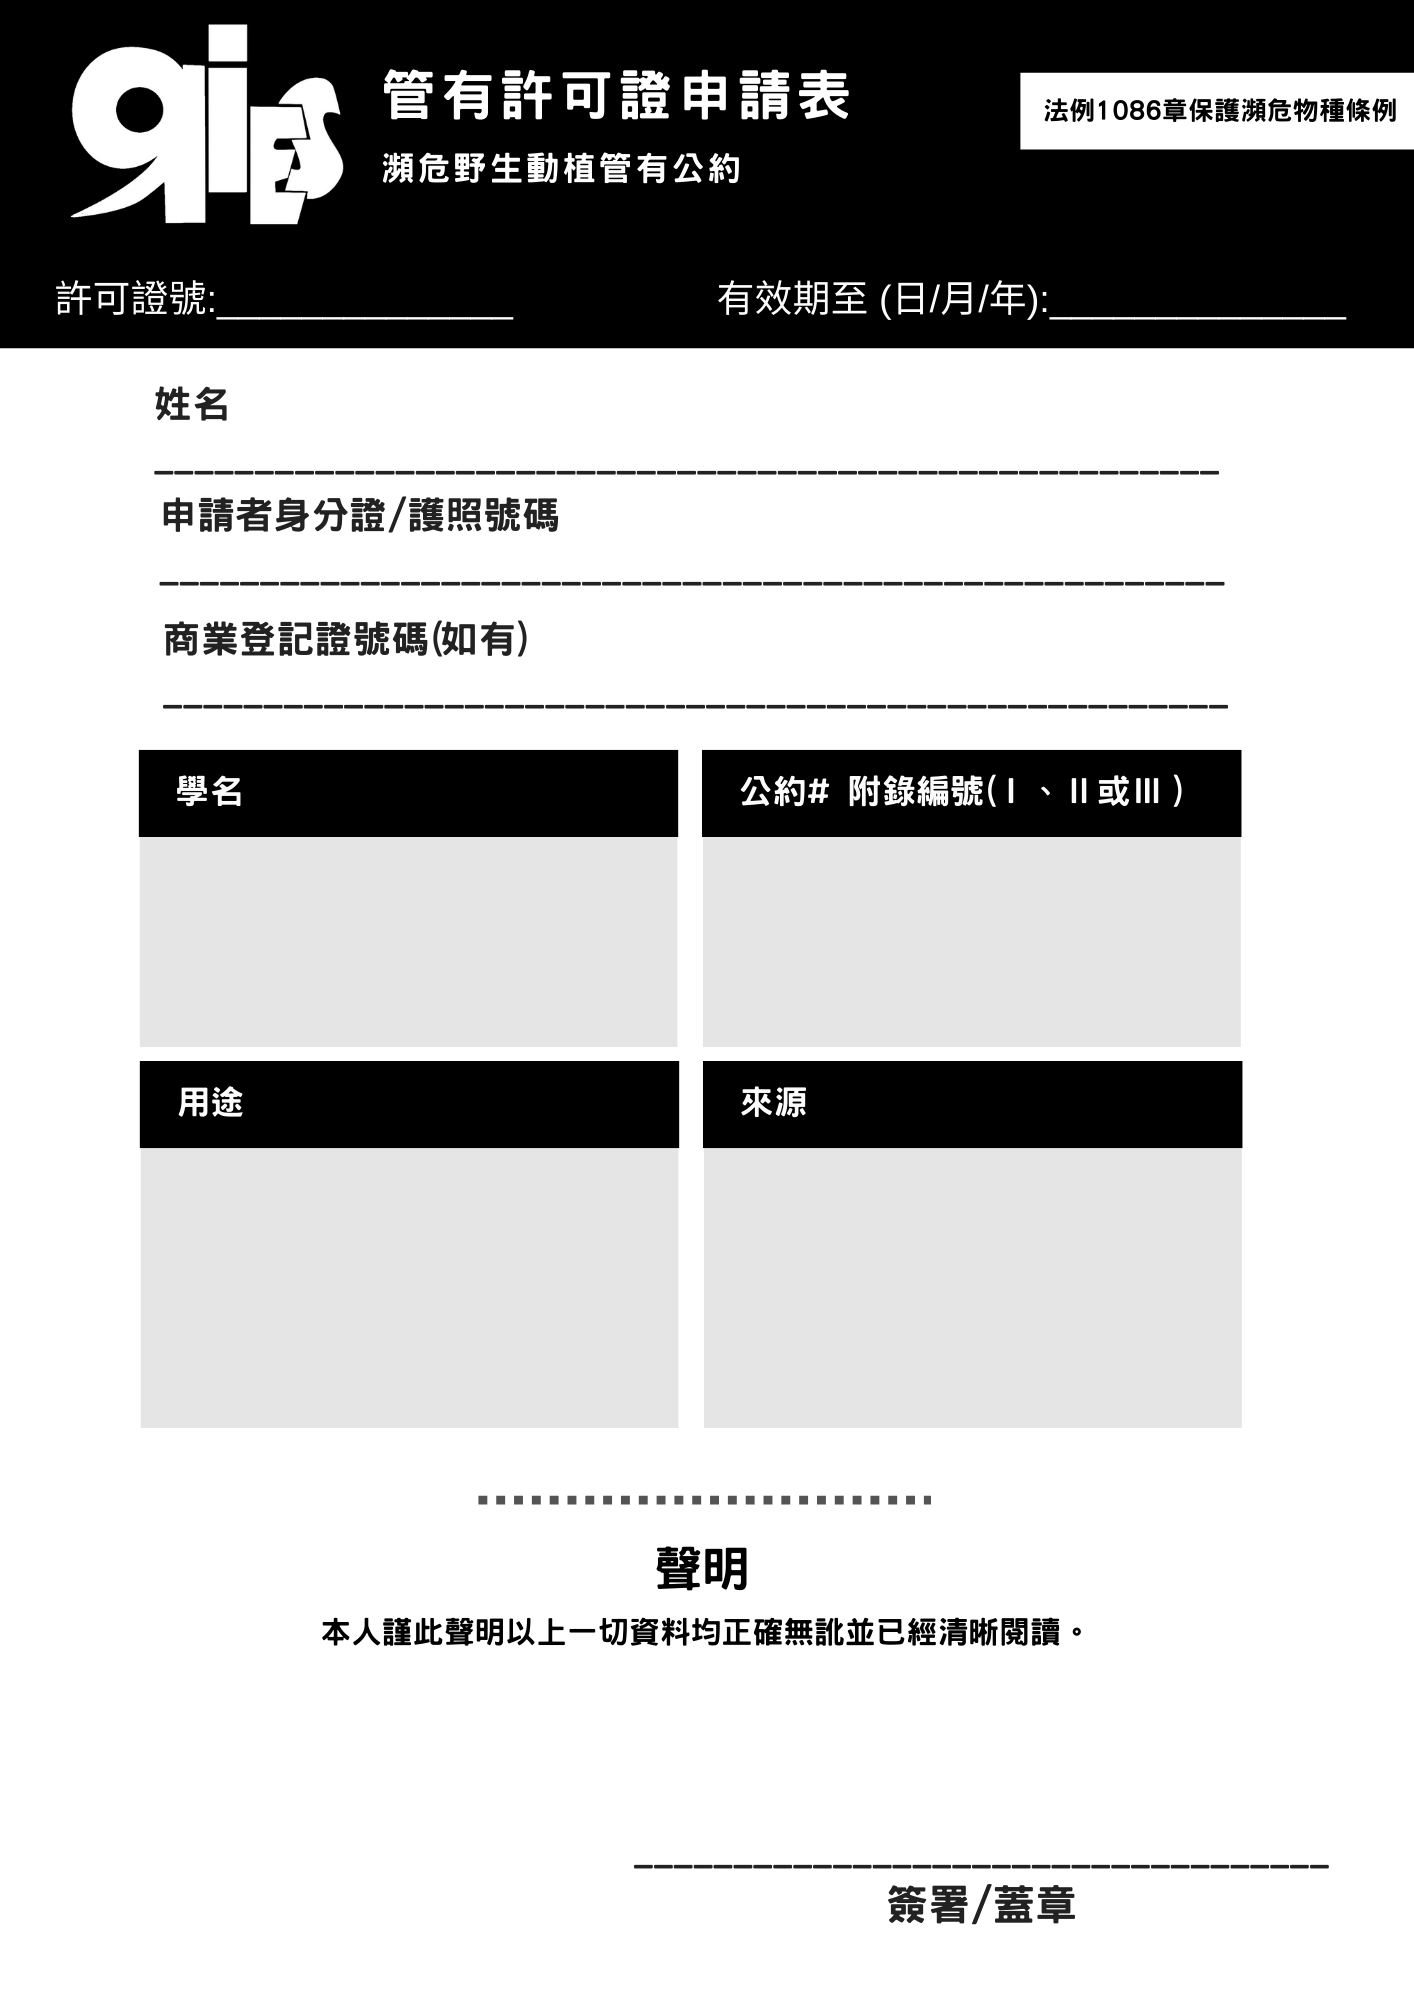 管有許可證申請表
瀕危野生動植管有公約
法例1086章保護瀕危物種條例
許可證號:______________
有效期至 (日/月/年):______________
姓名
申請者身分證/護照號碼
商業登記證號碼(如有)
學名
公約# 附錄編號(Ⅰ、Ⅱ或Ⅲ)
用途
來源
聲明
本人謹此聲明以上一切資料均正確無訛並已經清晰閱讀。
簽署/蓋章